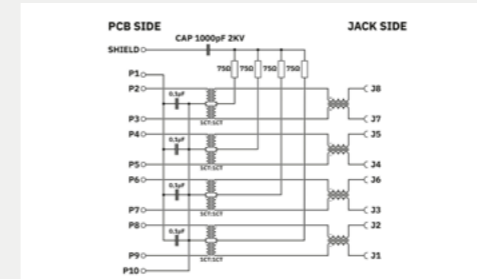 PCB SIDE JACK SIDE
CAP 1000pF 2KV
SHIELD
75Ω 75Ω 75Ω 75Ω
P1
P2 J8
0.1µF
P3 J7
1CT:1CT
P4 J5
0.1µF
P5 J4
1CT:1CT
P6 J6
0.1µF
P7 J3
1CT:1CT
P8 J2
0.1µF
P9 J1
1CT:1CT
P10